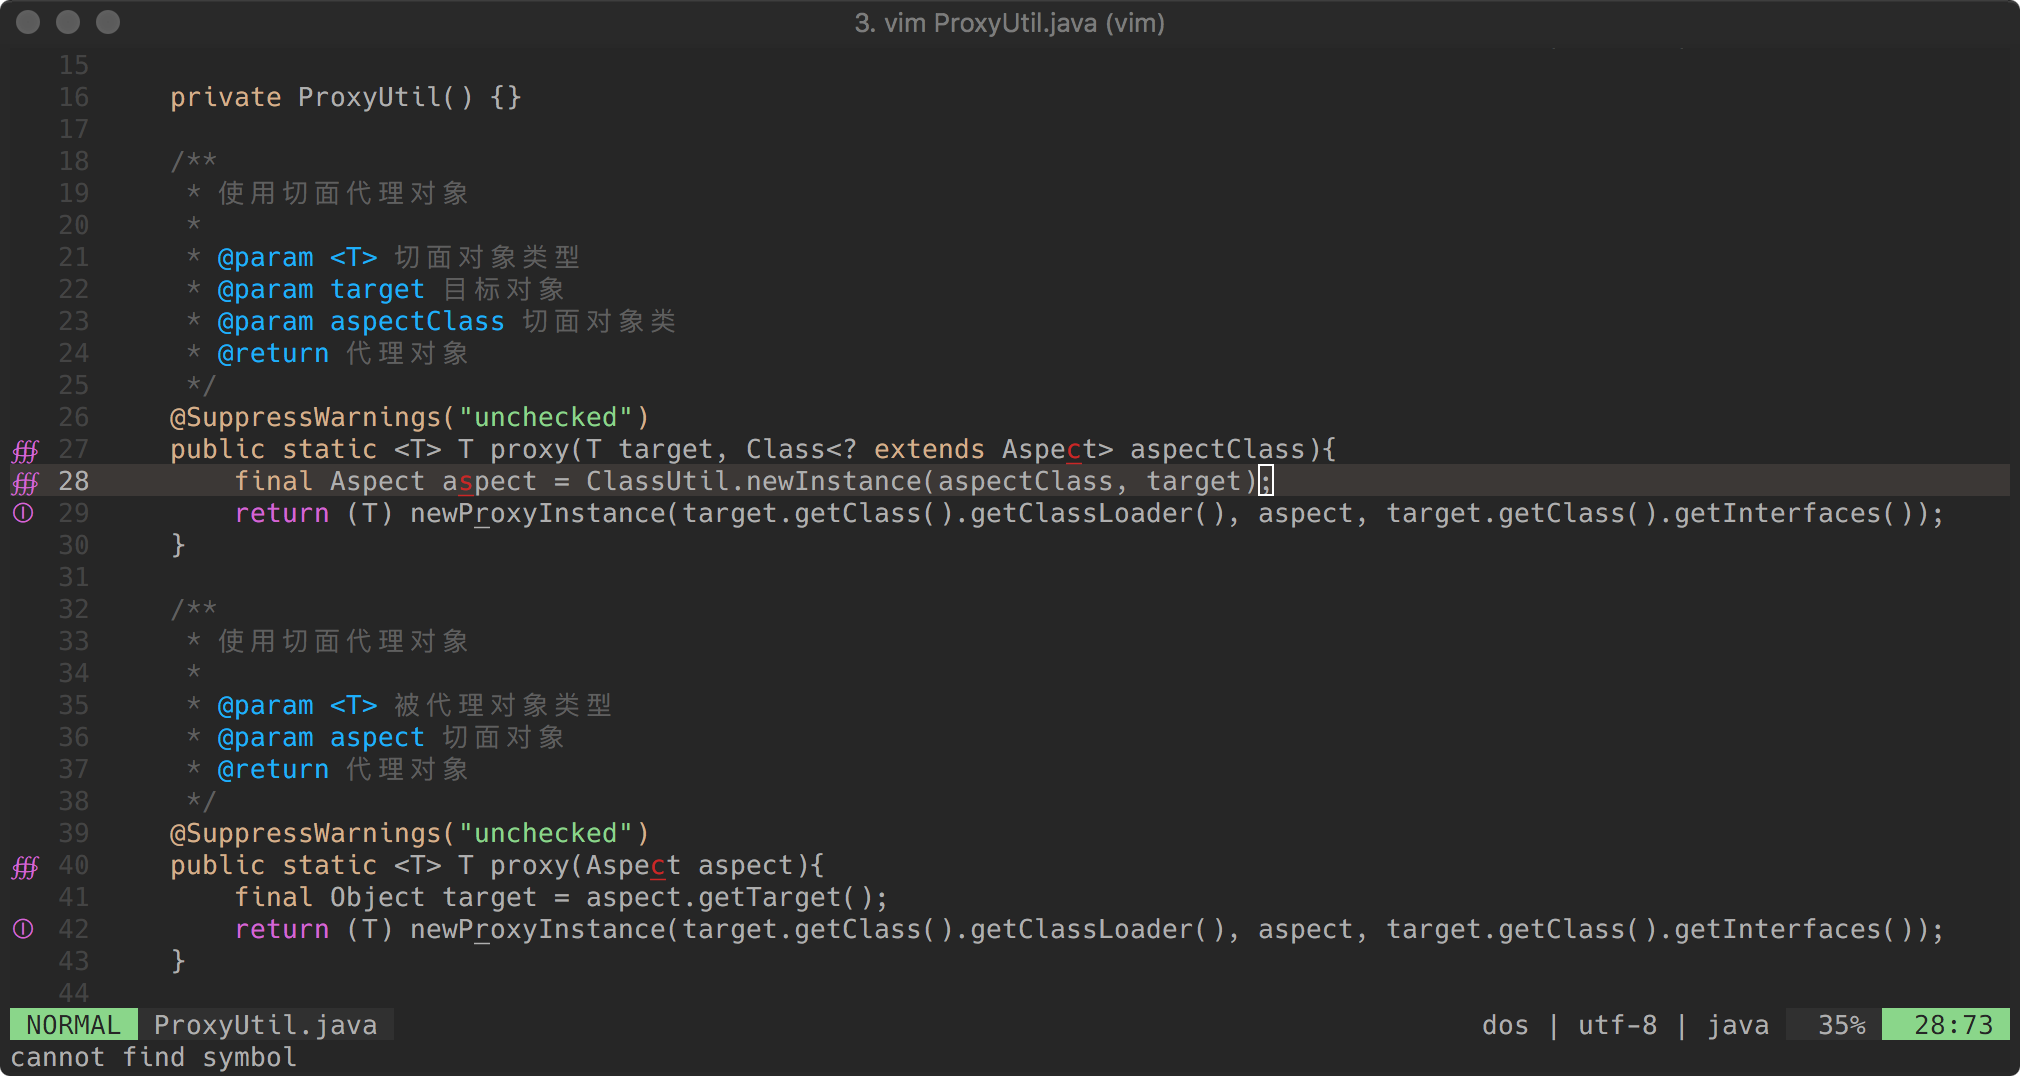 3. vim ProxyUtil.java (vim)
15
16 private ProxyUtil() {}
17
18 /**
19 * 使用切面代理对象
20 *
21 * @param <T> 切面对象类型
22 * @param target 目标对象
23 * @param aspectClass 切面对象类
24 * @return 代理对象
25 */
26 @SuppressWarnings("unchecked")
27 public static <T> T proxy(T target, Class<? extends Aspect> aspectClass){
28 final Aspect aspect = ClassUtil.newInstance(aspectClass, target);
29 return (T) newProxyInstance(target.getClass().getClassLoader(), aspect, target.getClass().getInterfaces());
30 }
31
32 /**
33 * 使用切面代理对象
34 *
35 * @param <T> 被代理对象类型
36 * @param aspect 切面对象
37 * @return 代理对象
38 */
39 @SuppressWarnings("unchecked")
40 public static <T> T proxy(Aspect aspect){
41 final Object target = aspect.getTarget();
42 return (T) newProxyInstance(target.getClass().getClassLoader(), aspect, target.getClass().getInterfaces());
43 }
44
NORMAL ProxyUtil.java dos | utf-8 | java 35% 28:73
cannot find symbol